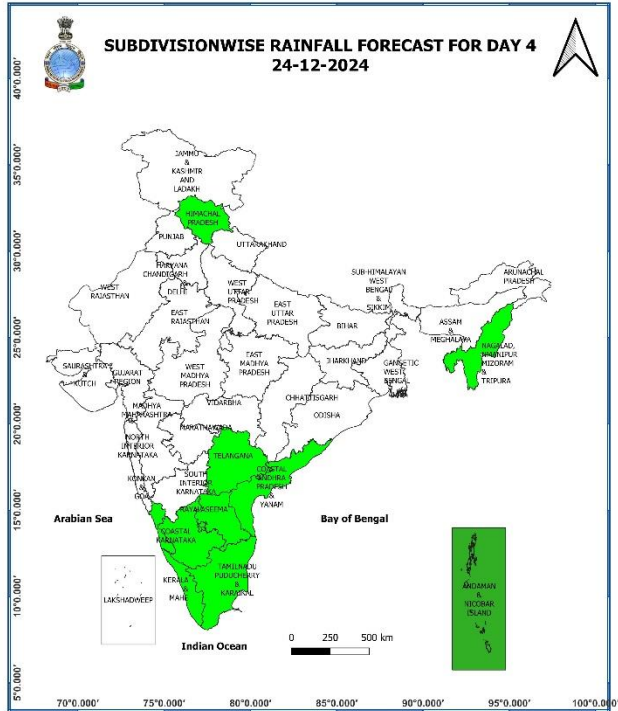 SUBDIVISIONWISE RAINFALL FORECAST FOR DAY 4
24-12-2024
40°0.000'
35°0.000'
30°0.000'
25°0.000'
20°0.000'
15°0.000'
10°0.000'
5°0.000'
JAMMU
&
KASHMIR
AND
LADAKH
HIMACHAL
PRADESH
PUNJAB
UTTARAKHAND
HARYANA
CHANDIGARH
&
DELHI
WEST
RAJASTHAN
WEST
UTTAR
PRADESH
EAST
UTTAR
PRADESH
EAST
RAJASTHAN
SUB-HIMALAYAN
WEST
BENGAL
&
SIKKIM
ARUNACHAL
PRADESH
ASSAM
&
MEGHALAYA
NAGALAD,
MANIPUR
MIZORAM
&
TRIPURA
BIHAR
JHARKHAND
GANGETIC
WEST
BENGAL
SAURASHTRA
&
KUTCH
GUJARAT
REGION
WEST
MADHYA
PRADESH
EAST
MADHYA
PRADESH
CHHATTISGARH
ODISHA
VIDARBHA
MADHYA
MAHARASHTRA
MARATHAWADA
NORTH
INTERIOR
KARNATAKA
KONKAN
&
GOA
TELANGANA
COASTAL
ANDHRA
PRADESH
&
YANAM
SOUTH
INTERIOR
KARNATAKA
RAYALASEEMA
COASTAL
KARNATAKA
TAMILNADU
PUDUCHERRY
&
KARAIKAL
KERALA
&
MAHE
LAKSHADWEEP
ANDAMAN
&
NICOBAR
ISLAND
Arabian Sea
Bay of Bengal
Indian Ocean
0 250 500 km
70°0.000' 75°0.000' 80°0.000' 85°0.000' 90°0.000' 95°0.000' 100°0.000'